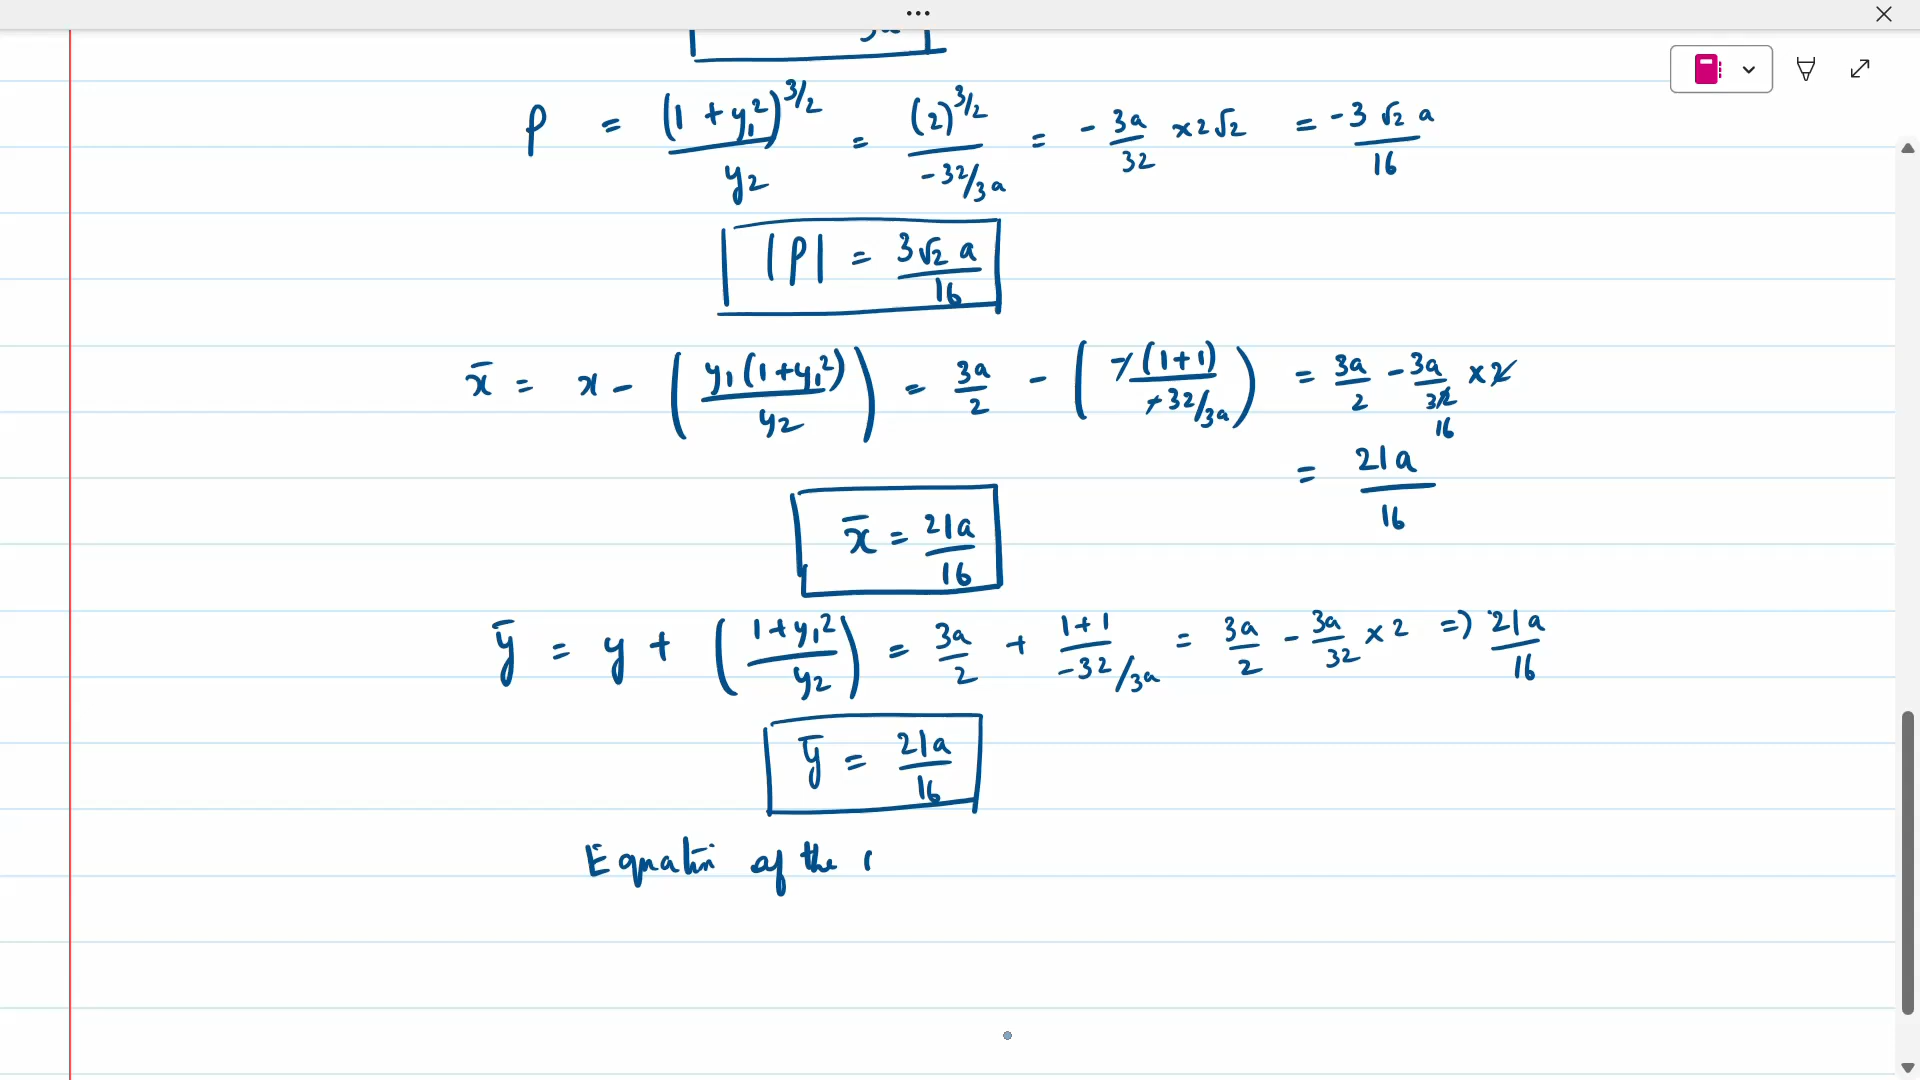 ρ = (1 + y₁²)^3/2 / y₂ = (2)^3/2 / -32/3a = - 3a/32 × 2√2 = -3√2 a / 16
|ρ| = 3√2 a / 16
x̄ = x - (y₁(1+y₁²) / y₂) = 3a/2 - (-1(1+1) / -32/3a) = 3a/2 - 3a/32 × 2
16
= 21a/16
x̄ = 21a/16
ȳ = y + (1+y₁² / y₂) = 3a/2 + 1+1 / -32/3a = 3a/2 - 3a/32 × 2 => 21a/16
ȳ = 21a/16
Equation of the